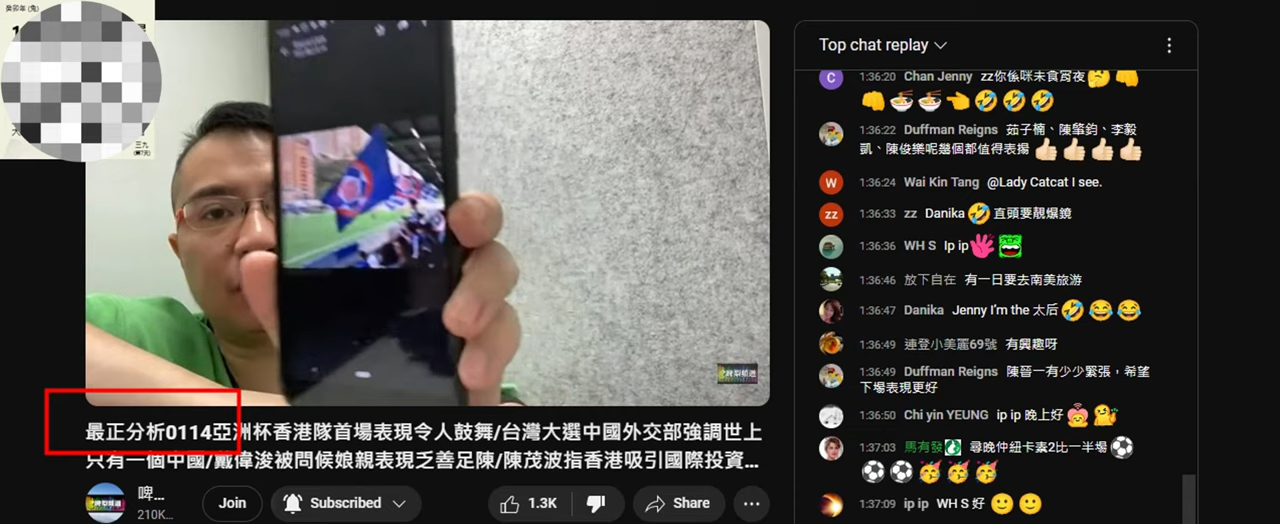 癸卯年 (兔)
三九
(第7天)
最正分析0114亞洲杯香港隊首場表現令人鼓舞/台灣大選中國外交部強調世上
只有一個中國/戴偉浚被問候娘親表現乏善足陳/陳茂波指香港吸引國際投資...
啤...
210K...
Join
Subscribed
1.3K
Share
Top chat replay
C
1:36:20 Chan Jenny zz你係咪未食宵夜🤔👊
👊🍜🍜👈🤣🤣🤣
1:36:22 Duffman Reigns 茹子楠、陳肇鈞、李毅
凱、陳俊樂呢幾個都值得表揚👍🏻👍🏻👍🏻👍🏻
W
1:36:24 Wai Kin Tang @Lady Catcat I see.
zz
1:36:33 zz Danika🤣直頭要靚爆鏡
1:36:36 WH S Ip ip
1:36:46 放下自在 有一日要去南美旅游
1:36:47 Danika Jenny I'm the 太后🤣😂😂
1:36:49 連登小美麗69號 有興趣呀
1:36:49 Duffman Reigns 陳晉一有少少緊張，希望
下場表現更好
1:36:50 Chi yin YEUNG ip ip 晚上好
1:37:03 馬有發 尋晚仲紐卡素2比一半場⚽
⚽⚽🥳🥳🥳
1:37:09 ip ip WH S 好🙂🙂